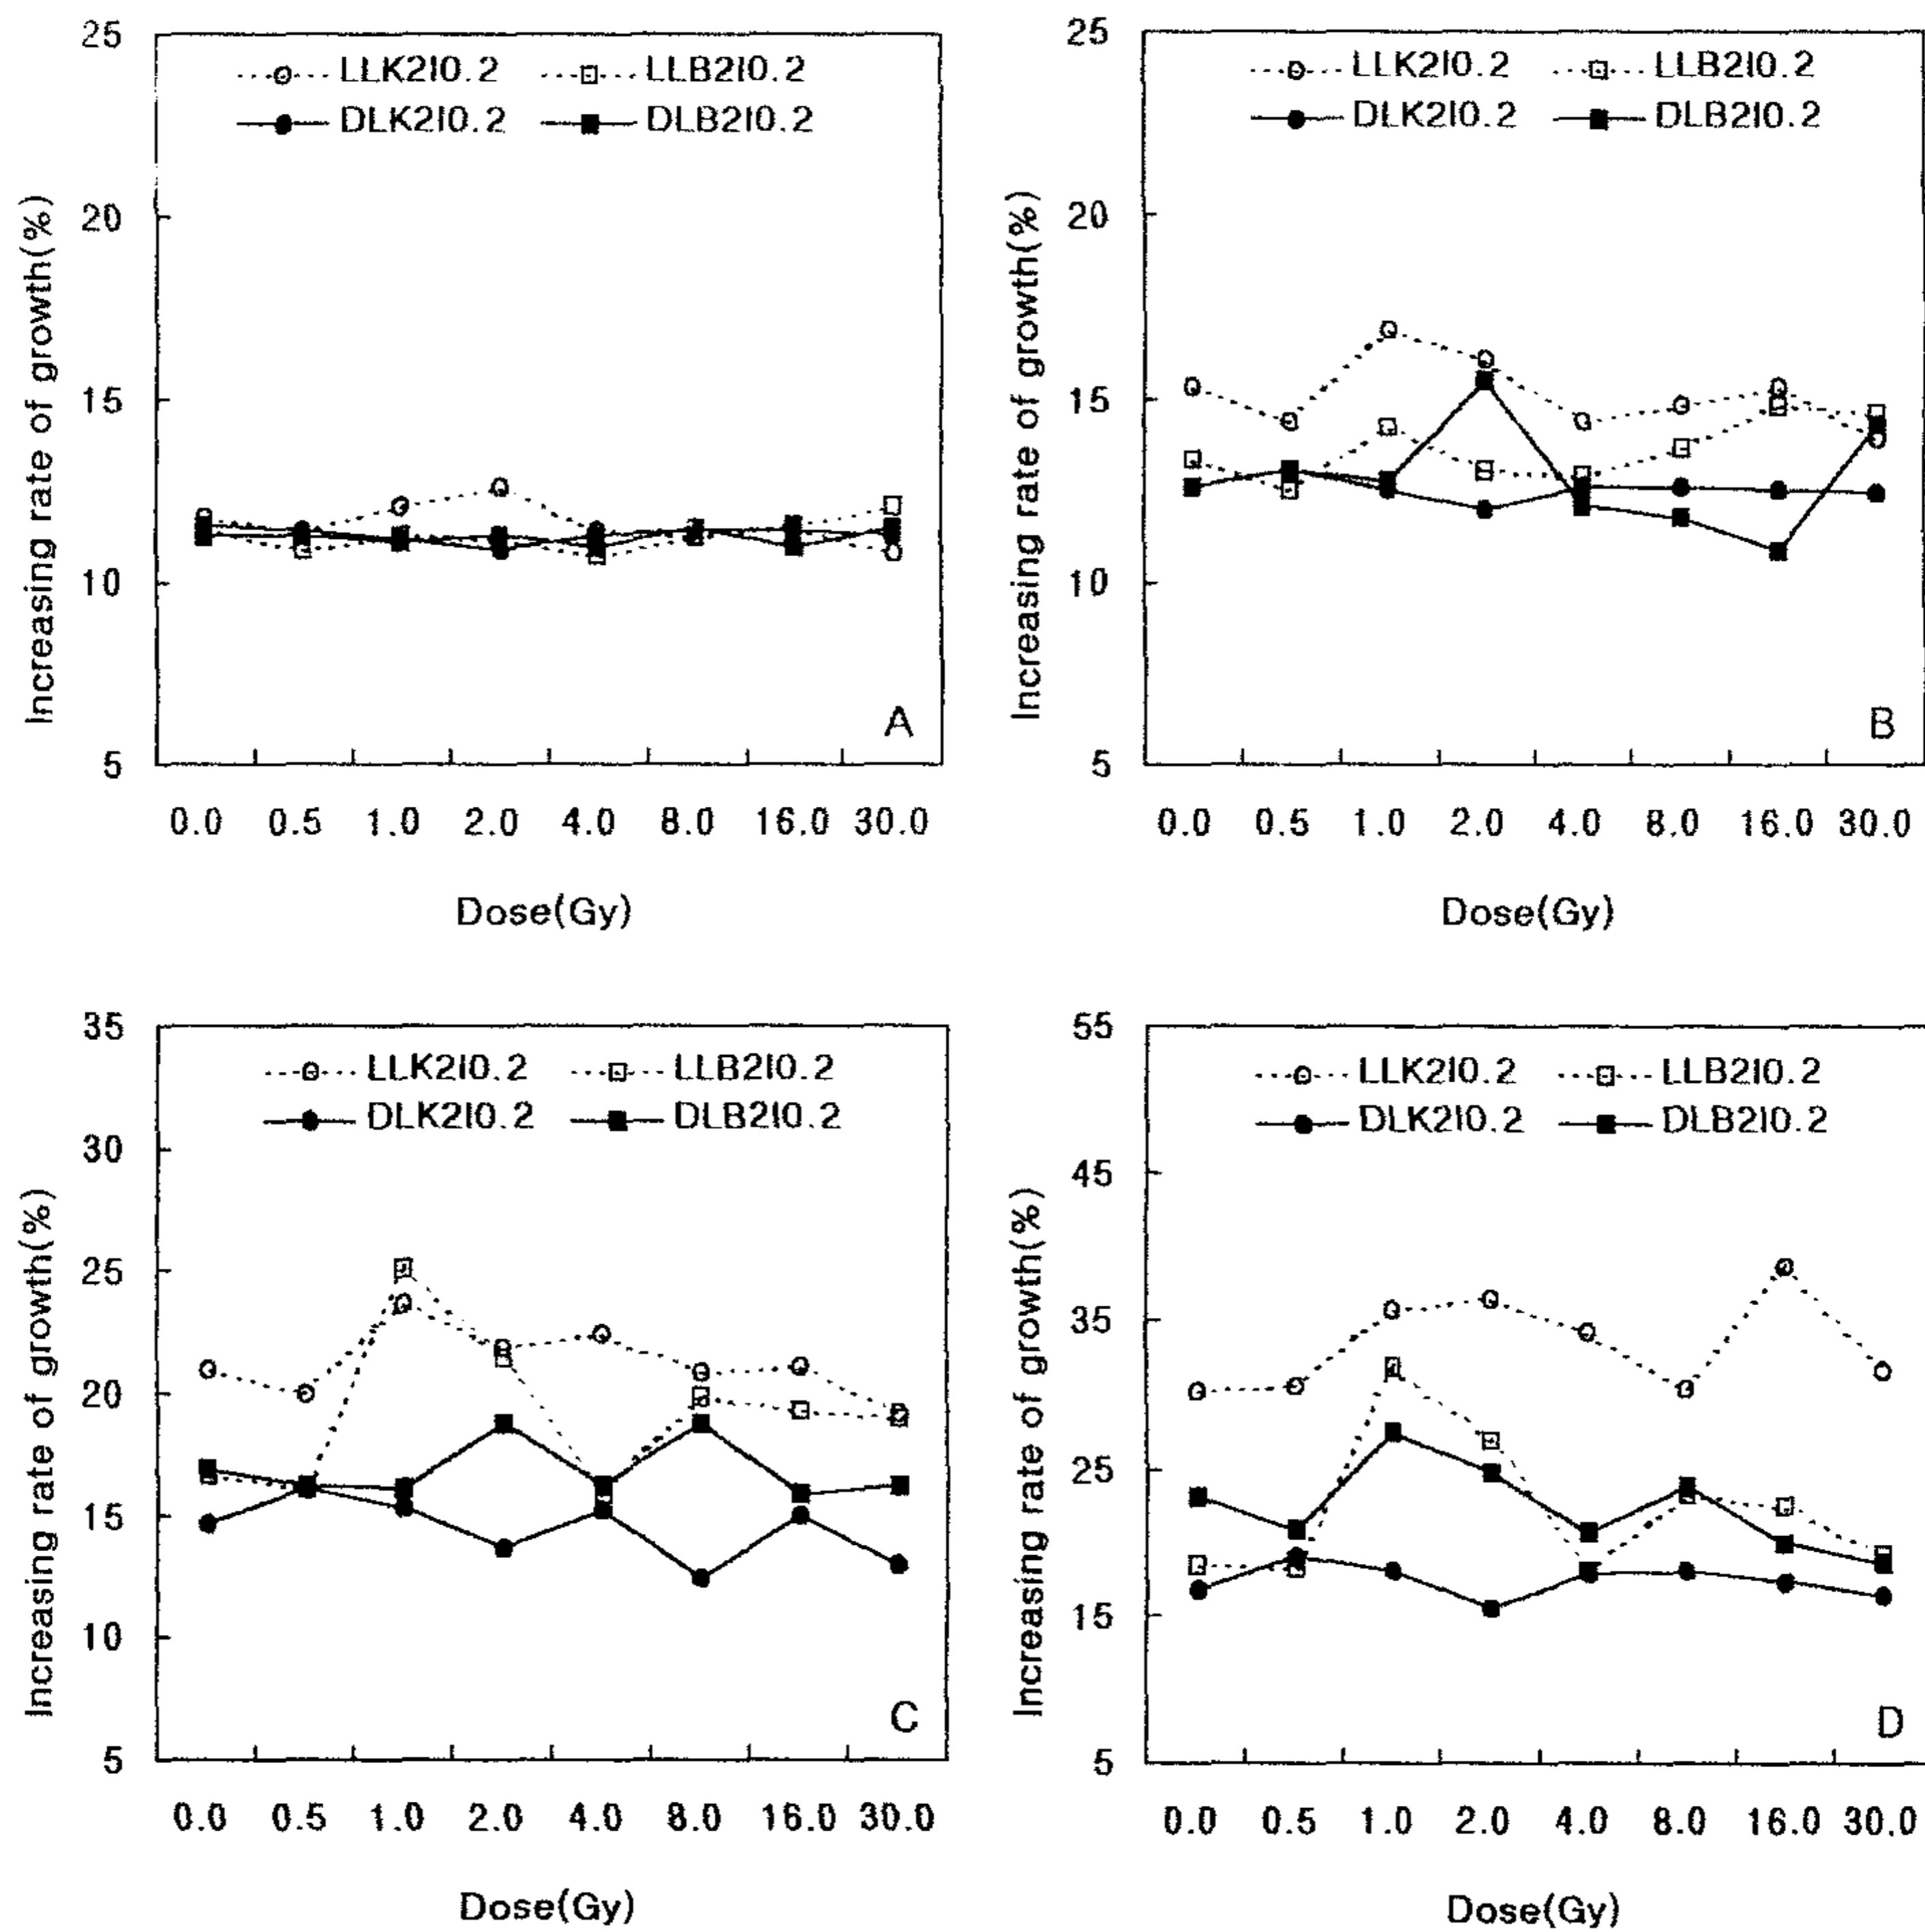 25
LLK2I0.2 LLB2I0.2
DLK2I0.2 DLB2I0.2
20
15
10
5
Increasing rate of growth(%)
A
0.0 0.5 1.0 2.0 4.0 8.0 16.0 30.0
Dose(Gy)
25
LLK2I0.2 LLB2I0.2
DLK2I0.2 DLB2I0.2
20
15
10
5
Increasing rate of growth(%)
B
0.0 0.5 1.0 2.0 4.0 8.0 16.0 30.0
Dose(Gy)
35
LLK2I0.2 LLB2I0.2
DLK2I0.2 DLB2I0.2
30
25
20
15
10
5
Increasing rate of growth(%)
C
0.0 0.5 1.0 2.0 4.0 8.0 16.0 30.0
Dose(Gy)
55
LLK2I0.2 LLB2I0.2
DLK2I0.2 DLB2I0.2
45
35
25
15
5
Increasing rate of growth(%)
D
0.0 0.5 1.0 2.0 4.0 8.0 16.0 30.0
Dose(Gy)